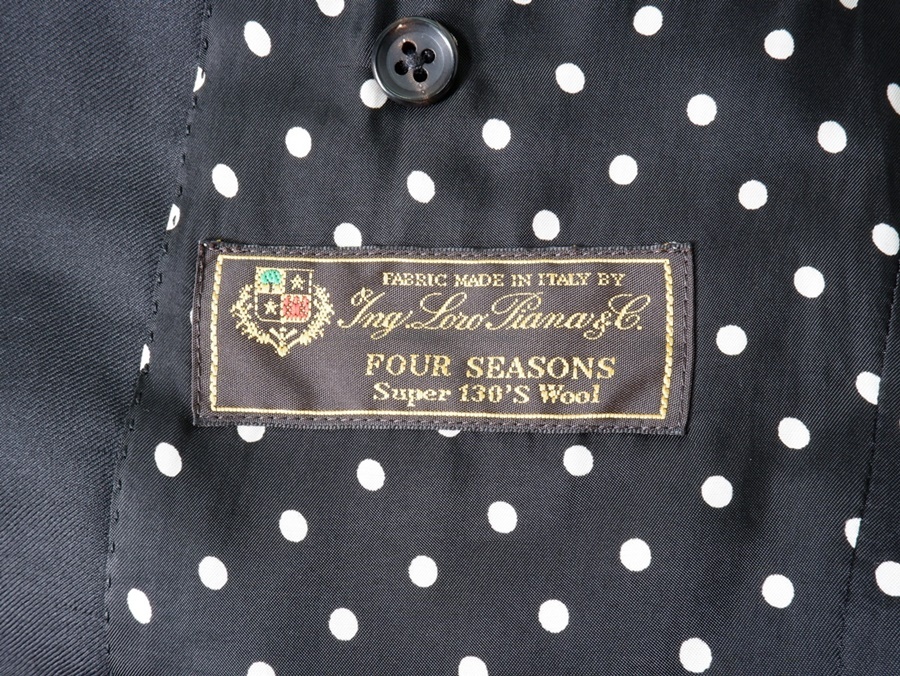 FABRIC MADE IN ITALY BY
Ing. Loro Piana & C.
FOUR SEASONS
Super 130'S Wool